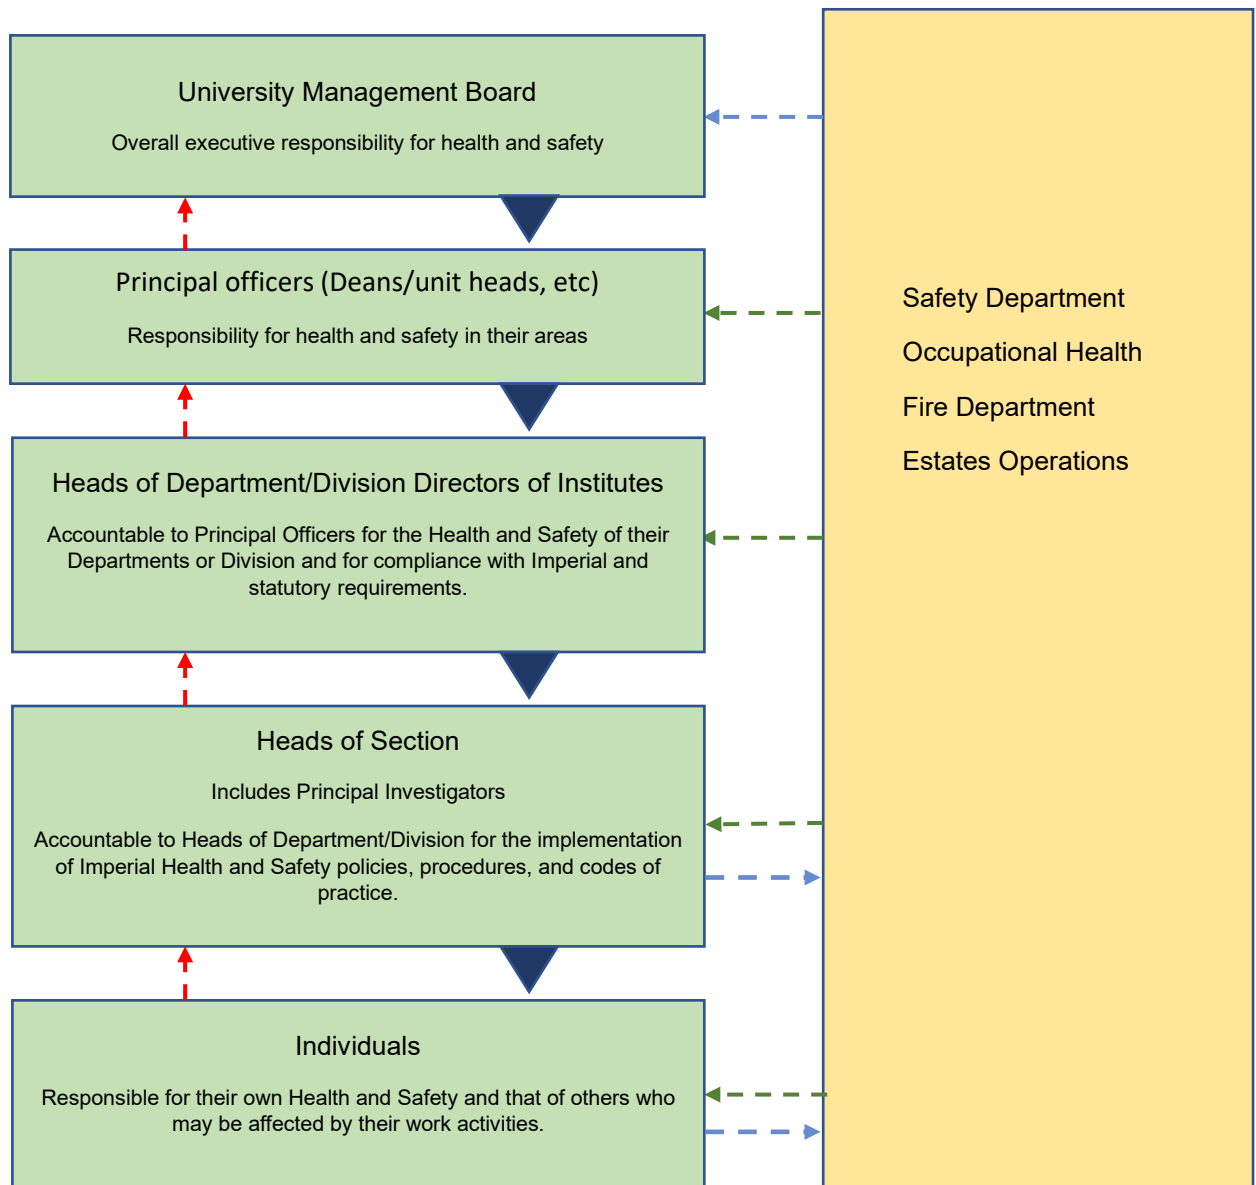 University Management Board
Overall executive responsibility for health and safety
Principal officers (Deans/unit heads, etc)
Responsibility for health and safety in their areas
Heads of Department/Division Directors of Institutes
Accountable to Principal Officers for the Health and Safety of their
Departments or Division and for compliance with Imperial and
statutory requirements.
Heads of Section
Includes Principal Investigators
Accountable to Heads of Department/Division for the implementation
of Imperial Health and Safety policies, procedures, and codes of
practice.
Individuals
Responsible for their own Health and Safety and that of others who
may be affected by their work activities.
Safety Department
Occupational Health
Fire Department
Estates Operations